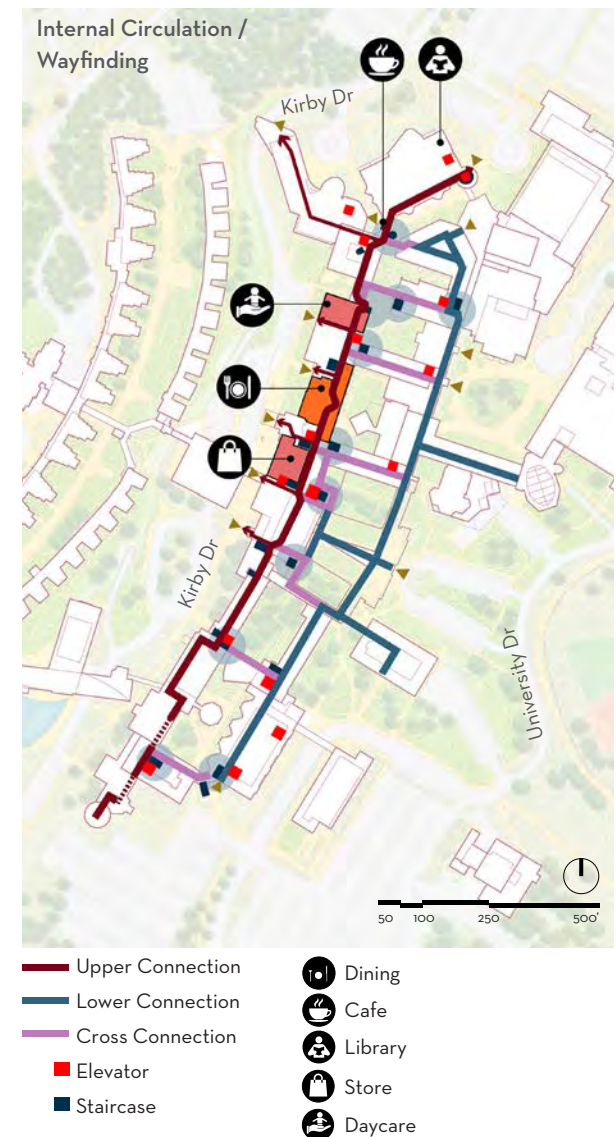 Internal Circulation /
Wayfinding
Kirby Dr
Kirby Dr
University Dr
50 100 250 500'
Upper Connection
Lower Connection
Cross Connection
Elevator
Staircase
Dining
Cafe
Library
Store
Daycare